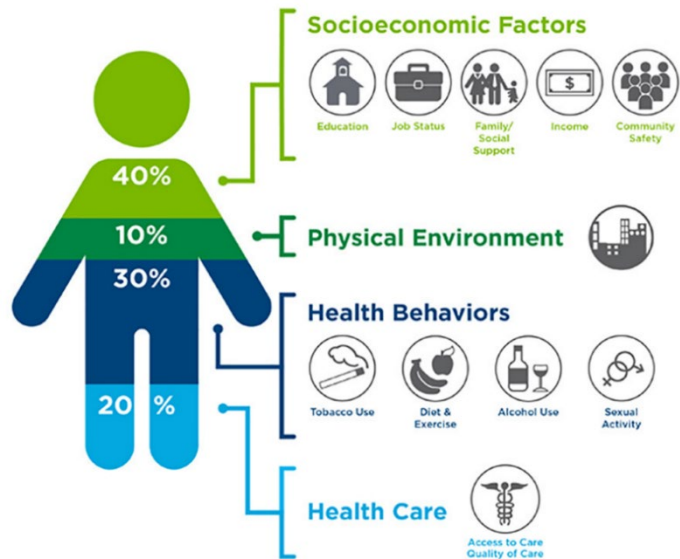 Socioeconomic Factors
$
Education
Job Status
Family/
Social
Support
Income
Community
Safety
40%
10%
Physical Environment
30%
Health Behaviors
Tobacco Use
Diet &
Exercise
Alcohol Use
Sexual
Activity
20 %
Health Care
Access to Care
Quality of Care